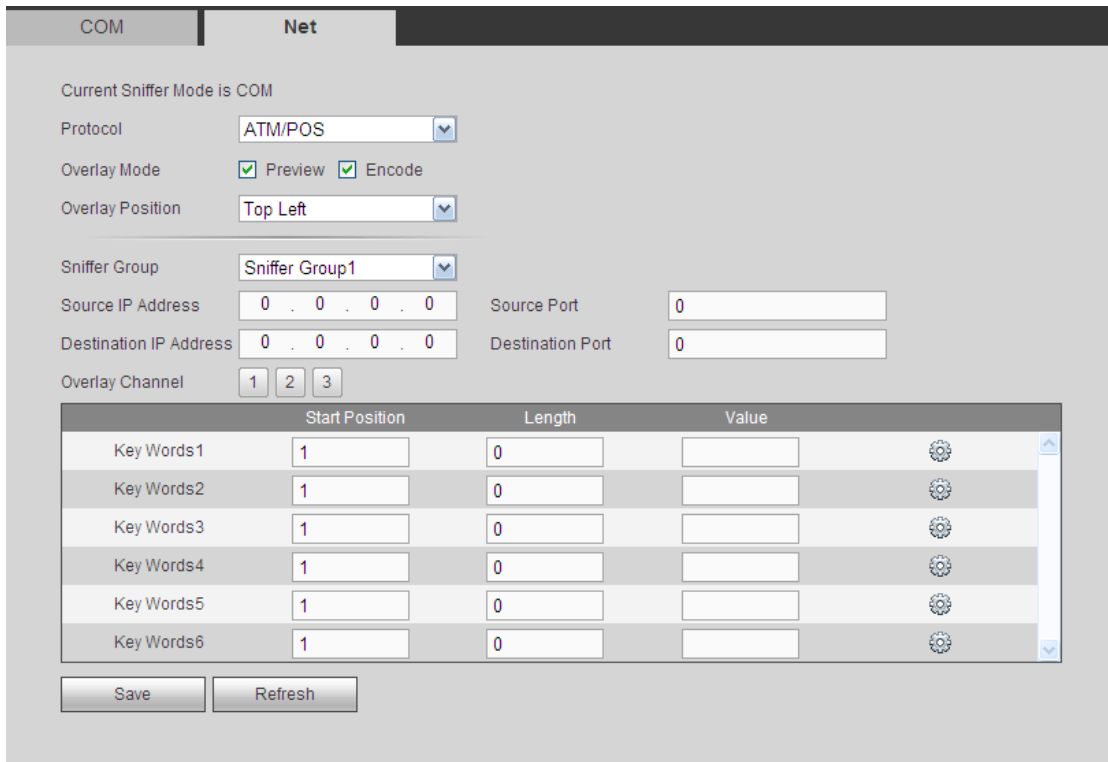 COM Net
Current Sniffer Mode is COM
Protocol ATM/POS
Overlay Mode Preview Encode
Overlay Position Top Left
Sniffer Group Sniffer Group1
Source IP Address 0 . 0 . 0 . 0 Source Port 0
Destination IP Address 0 . 0 . 0 . 0 Destination Port 0
Overlay Channel 1 2 3
Start Position Length Value
Key Words1 1 0
Key Words2 1 0
Key Words3 1 0
Key Words4 1 0
Key Words5 1 0
Key Words6 1 0
Save Refresh